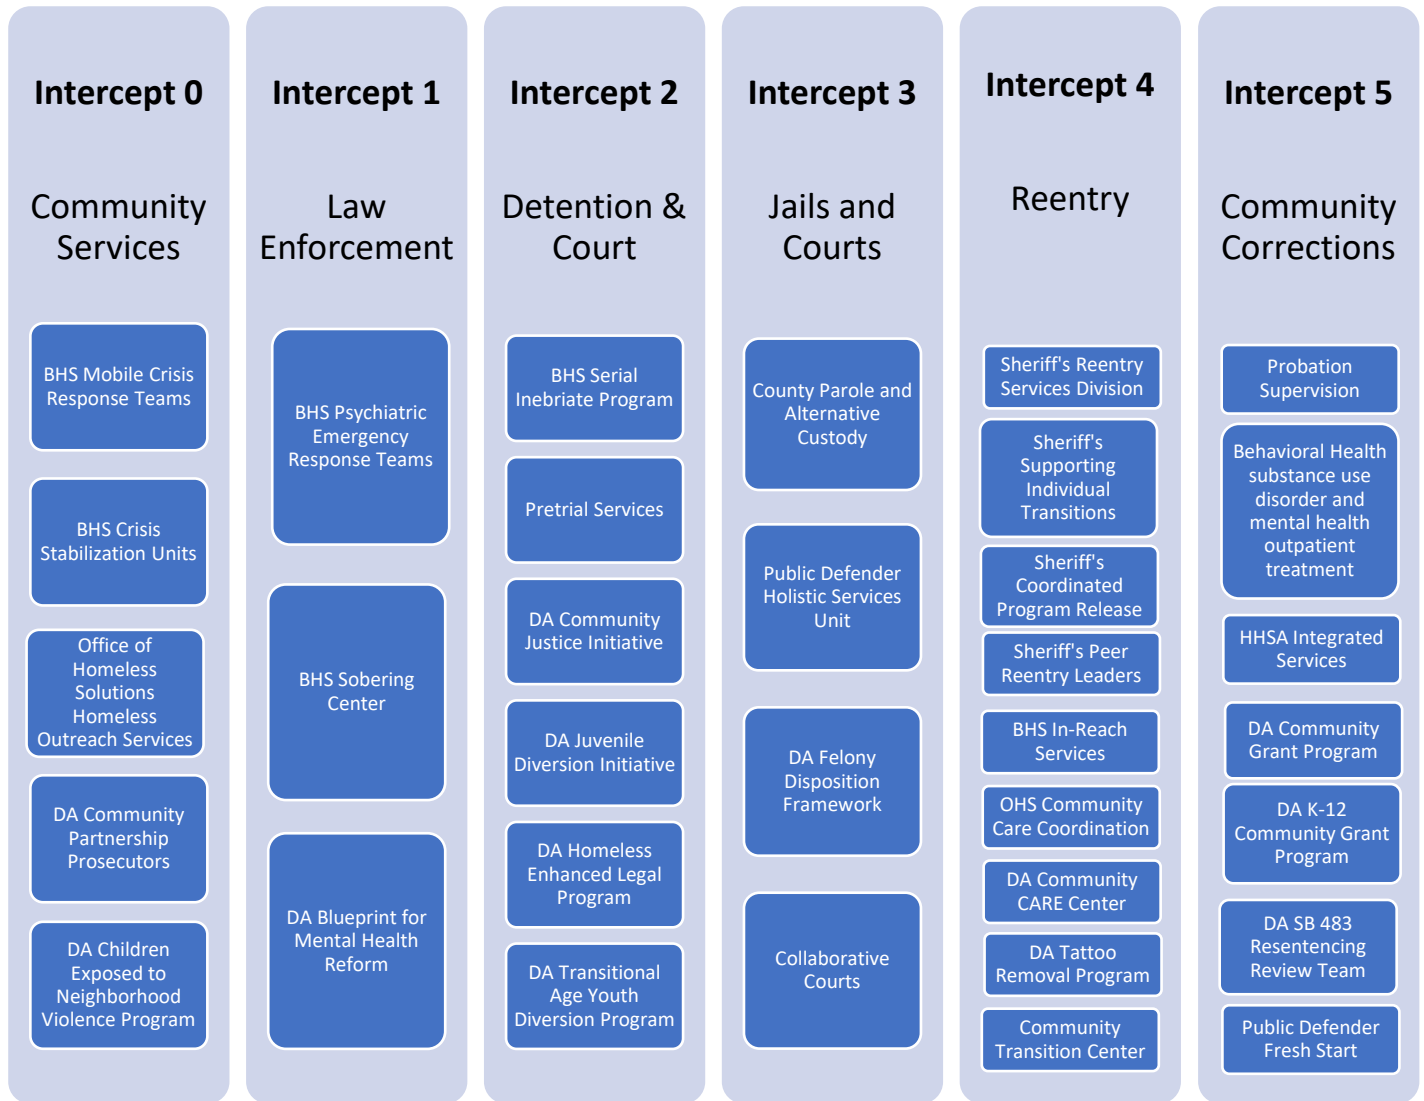 Intercept 0
Community
Services
BHS Mobile Crisis
Response Teams
BHS Crisis
Stabilization Units
Office of
Homeless
Solutions
Homeless
Outreach Services
DA Community
Partnership
Prosecutors
DA Children
Exposed to
Neighborhood
Violence Program
Intercept 1
Law
Enforcement
BHS Psychiatric
Emergency
Response Teams
BHS Sobering
Center
DA Blueprint for
Mental Health
Reform
Intercept 2
Detention &
Court
BHS Serial
Inebriate Program
Pretrial Services
DA Community
Justice Initiative
DA Juvenile
Diversion Initiative
DA Homeless
Enhanced Legal
Program
DA Transitional
Age Youth
Diversion Program
Intercept 3
Jails and
Courts
County Parole and
Alternative
Custody
Public Defender
Holistic Services
Unit
DA Felony
Disposition
Framework
Collaborative
Courts
Intercept 4
Reentry
Sheriff's Reentry
Services Division
Sheriff's
Supporting
Individual
Transitions
Sheriff's
Coordinated
Program Release
Sheriff's Peer
Reentry Leaders
BHS In-Reach
Services
OHS Community
Care Coordination
DA Community
CARE Center
DA Tattoo
Removal Program
Community
Transition Center
Intercept 5
Community
Corrections
Probation
Supervision
Behavioral Health
substance use
disorder and
mental health
outpatient
treatment
HHSA Integrated
Services
DA Community
Grant Program
DA K-12
Community Grant
Program
DA SB 483
Resentencing
Review Team
Public Defender
Fresh Start